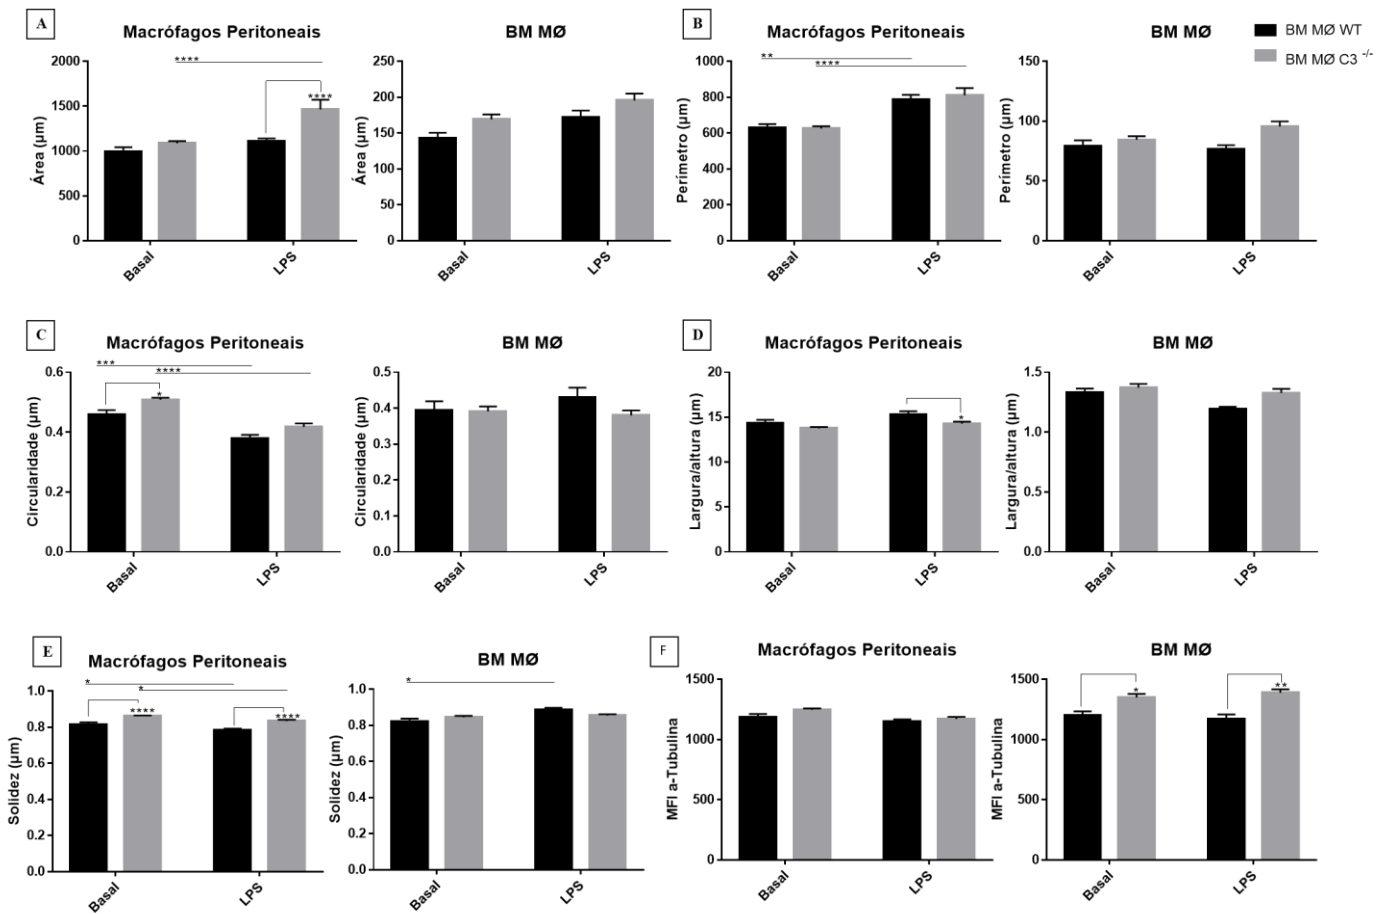 A
Macrófagos Peritoneais
BM MØ
B
Macrófagos Peritoneais
BM MØ
BM MØ WT
BM MØ C3 -/-
Área (µm)
2000
1500
1000
500
0
****
****
Basal
LPS
Área (µm)
250
200
150
100
50
0
Basal
LPS
Perímetro (µm)
1000
800
600
400
200
0
**
****
Basal
LPS
Perímetro (µm)
150
100
50
0
Basal
LPS
C
Macrófagos Peritoneais
BM MØ
D
Macrófagos Peritoneais
BM MØ
Circularidade (µm)
0.6
0.4
0.2
0.0
***
****
*
Basal
LPS
Circularidade (µm)
0.5
0.4
0.3
0.2
0.1
0.0
Basal
LPS
Largura/altura (µm)
20
15
10
5
0
*
Basal
LPS
Largura/altura (µm)
1.5
1.0
0.5
0.0
Basal
LPS
E
Macrófagos Peritoneais
BM MØ
F
Macrófagos Peritoneais
BM MØ
Solidez (µm)
1.0
0.8
0.6
0.4
0.2
0.0
*
*
****
****
Basal
LPS
Solidez (µm)
1.0
0.8
0.6
0.4
0.2
0.0
*
Basal
LPS
MFI a-Tubulina
1500
1000
500
0
Basal
LPS
MFI a-Tubulina
1500
1000
500
0
*
**
Basal
LPS